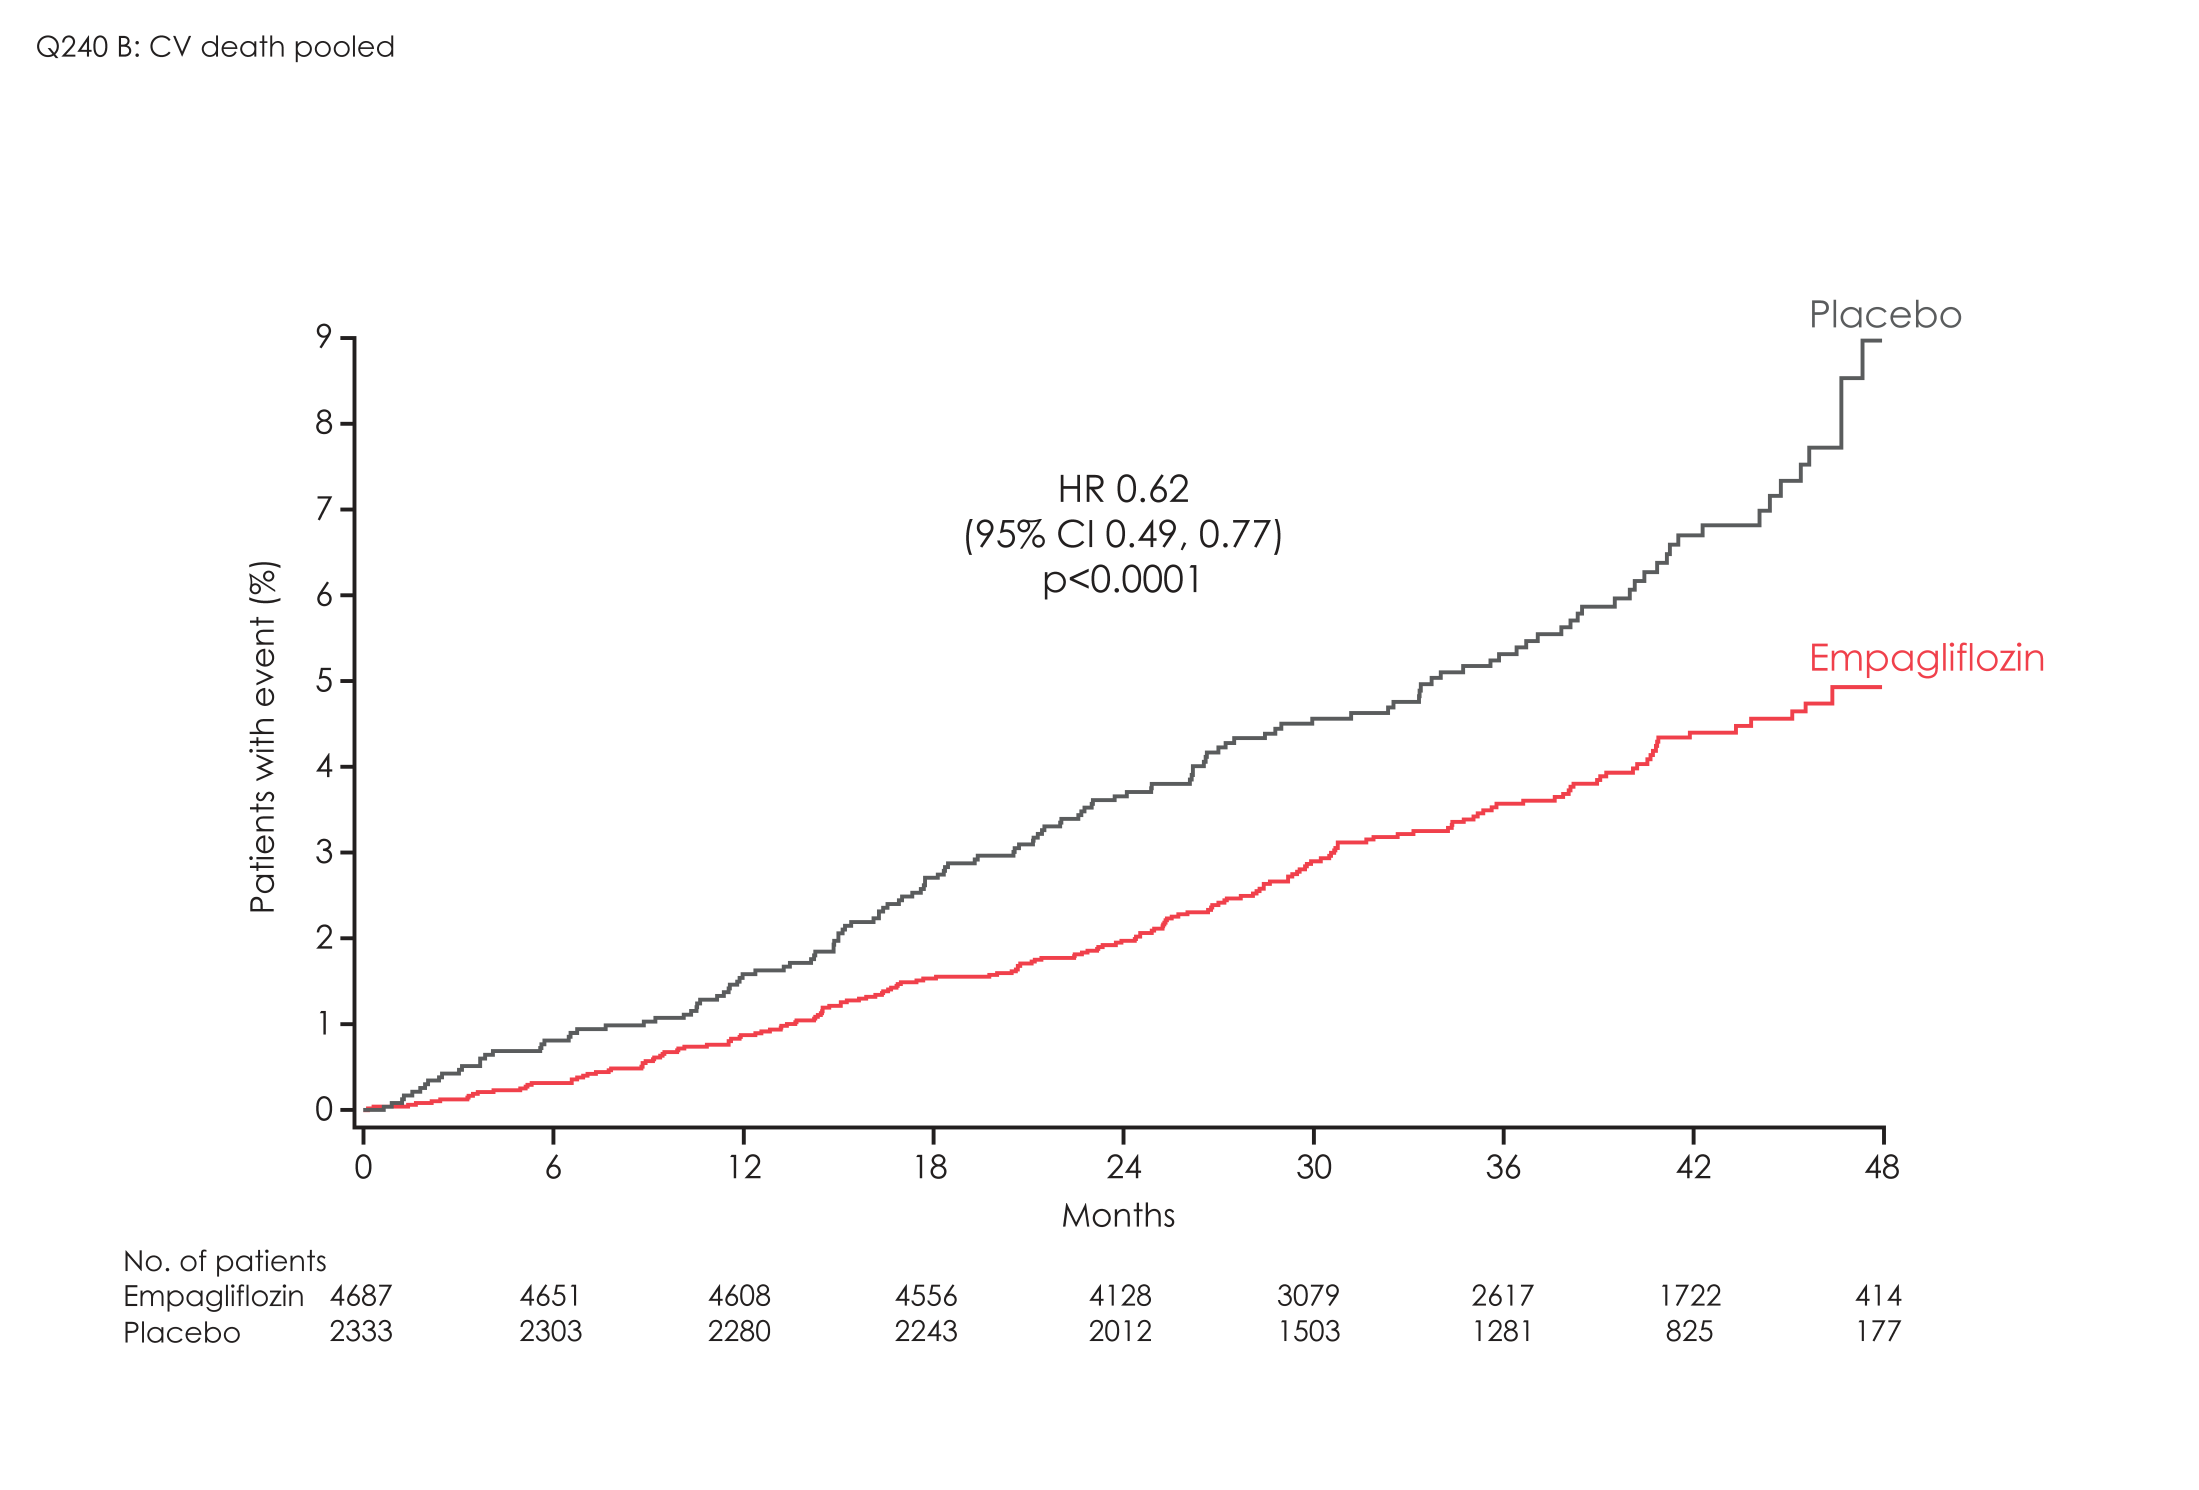 Q240 B: CV death pooled
Placebo
HR 0.62
(95% CI 0.49, 0.77)
p<0.0001
Empagliflozin
Patients with event (%)
9
8
7
6
5
4
3
2
1
0
0 6 12 18 24 30 36 42 48
Months
No. of patients
Empagliflozin 4687 4651 4608 4556 4128 3079 2617 1722 414
Placebo 2333 2303 2280 2243 2012 1503 1281 825 177